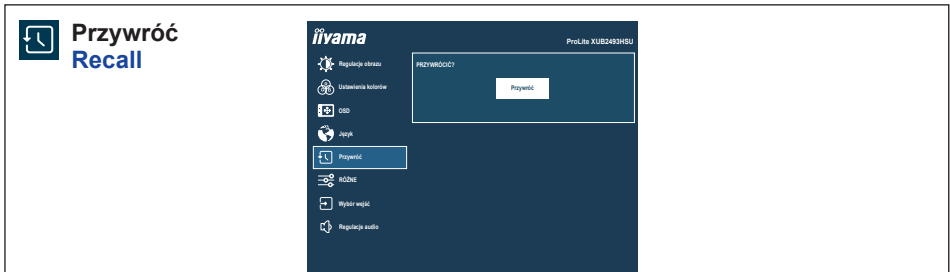 Przywróć
Recall
iiyama
ProLite XUB2493HSU
Regulacje obrazu
Ustawienia kolorów
OSD
Język
Przywróć
RÓŻNE
Wybór wejść
Regulacje audio
PRZYWRÓCIĆ?
Przywróć